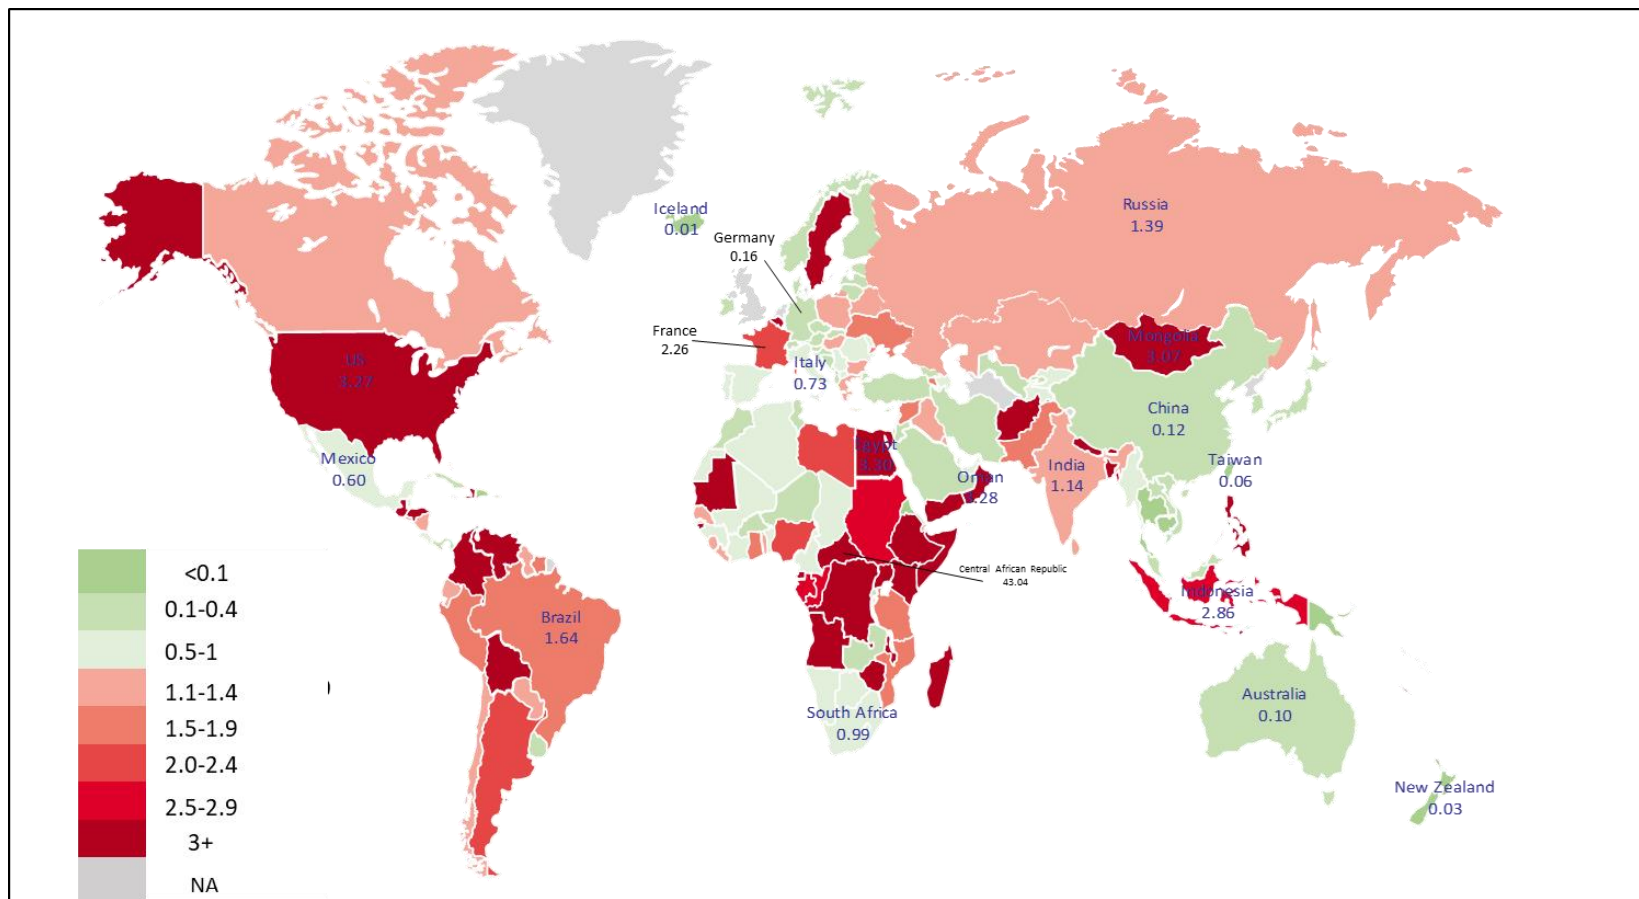 Iceland
0.01
Germany
0.16
Russia
1.39
France
2.26
Italy
0.73
US
3.27
Mongolia
3.07
China
0.12
Mexico
0.60
Egypt
3.30
Oman
3.28
India
1.14
Taiwan
0.06
Central African Republic
43.04
Indonesia
2.86
Brazil
1.64
South Africa
0.99
Australia
0.10
New Zealand
0.03
<0.1
0.1-0.4
0.5-1
1.1-1.4
1.5-1.9
2.0-2.4
2.5-2.9
3+
NA